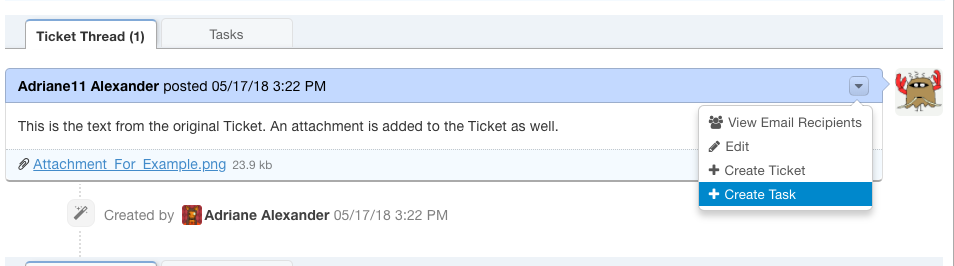 Ticket Thread (1)
Tasks
Adriane11 Alexander posted 05/17/18 3:22 PM
This is the text from the original Ticket. An attachment is added to the Ticket as well.
Attachment_For_Example.png 23.9 kb
View Email Recipients
Edit
Create Ticket
Create Task
Created by Adriane Alexander 05/17/18 3:22 PM